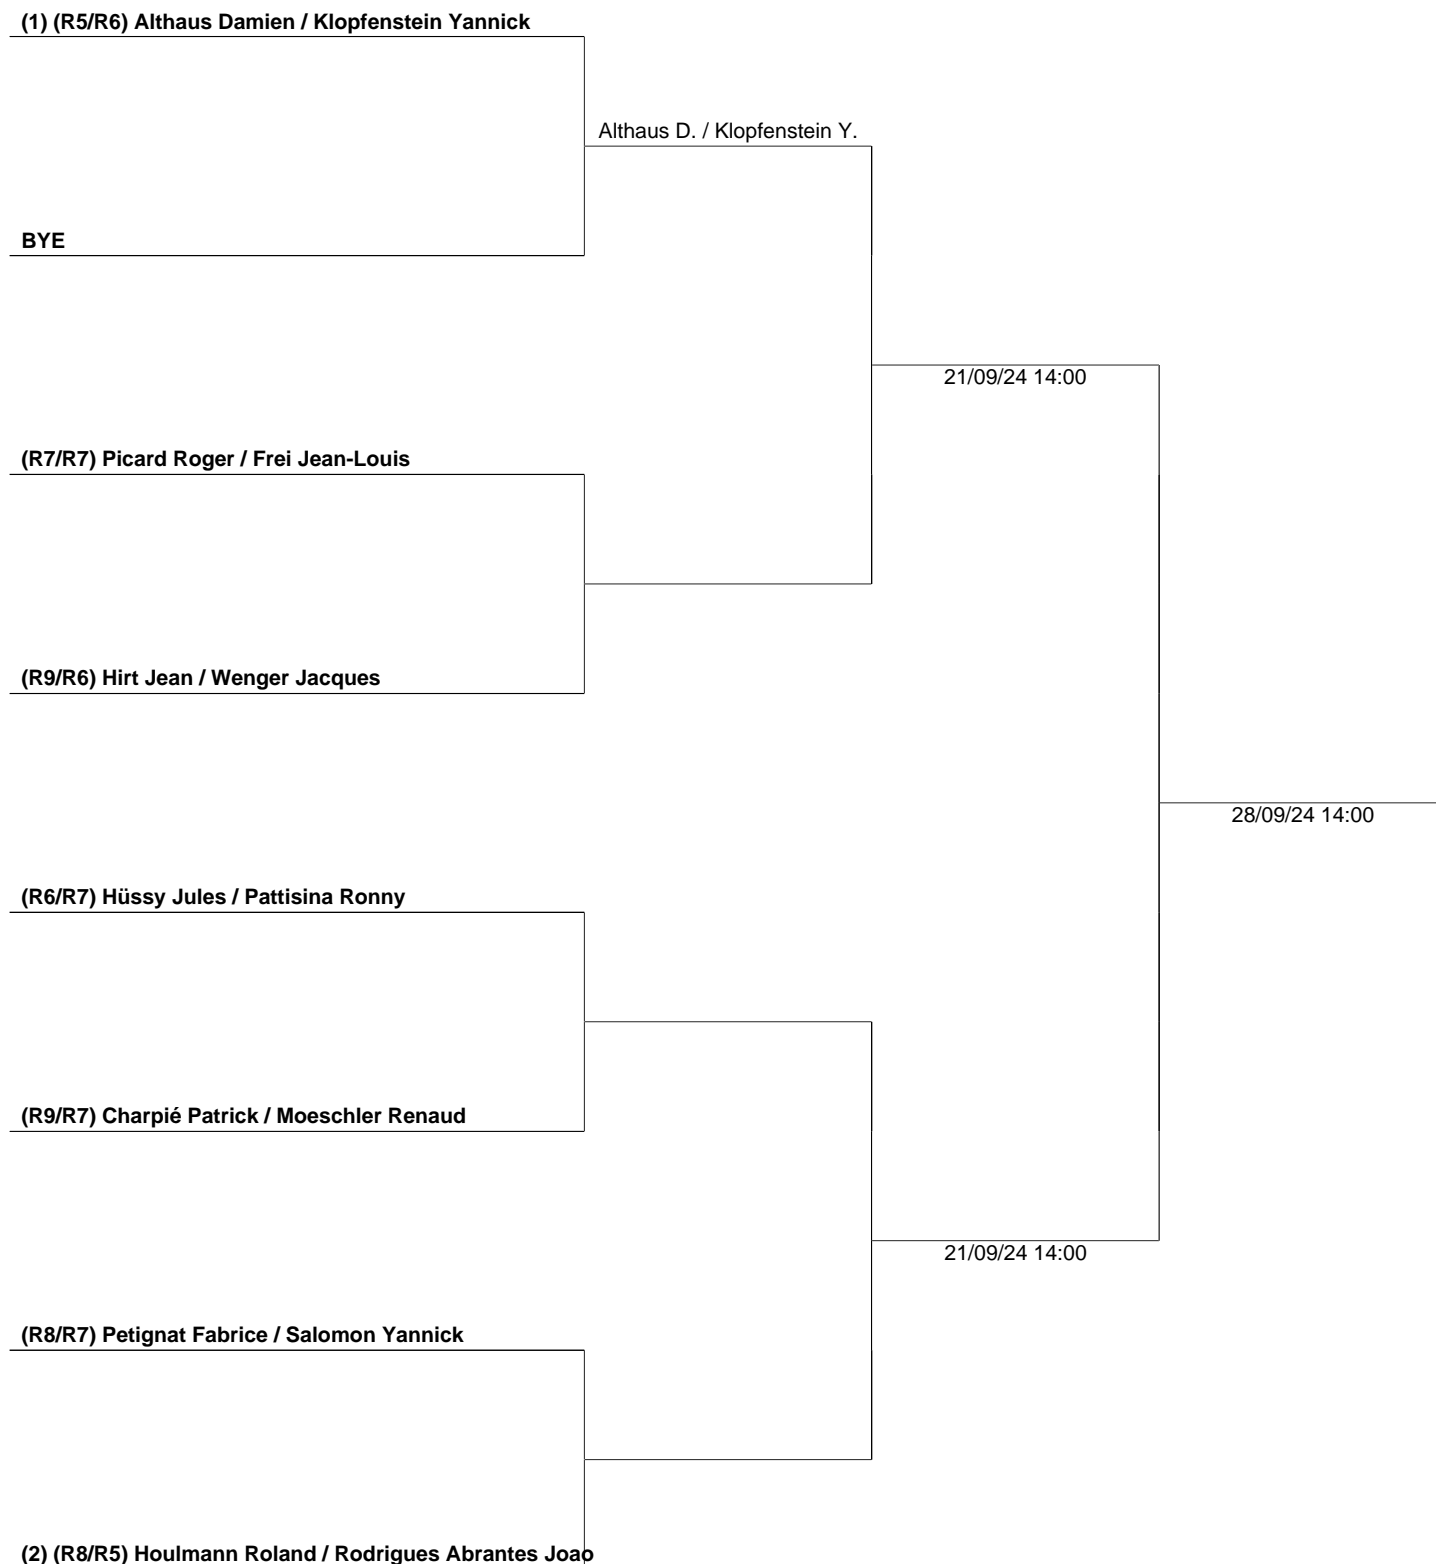 (1) (R5/R6) Althaus Damien / Klopfenstein Yannick
Althaus D. / Klopfenstein Y.
BYE
21/09/24 14:00
(R7/R7) Picard Roger / Frei Jean-Louis
(R9/R6) Hirt Jean / Wenger Jacques
28/09/24 14:00
(R6/R7) Hüssy Jules / Pattisina Ronny
(R9/R7) Charpié Patrick / Moeschler Renaud
21/09/24 14:00
(R8/R7) Petignat Fabrice / Salomon Yannick
(2) (R8/R5) Houlmann Roland / Rodrigues Abrantes Joao